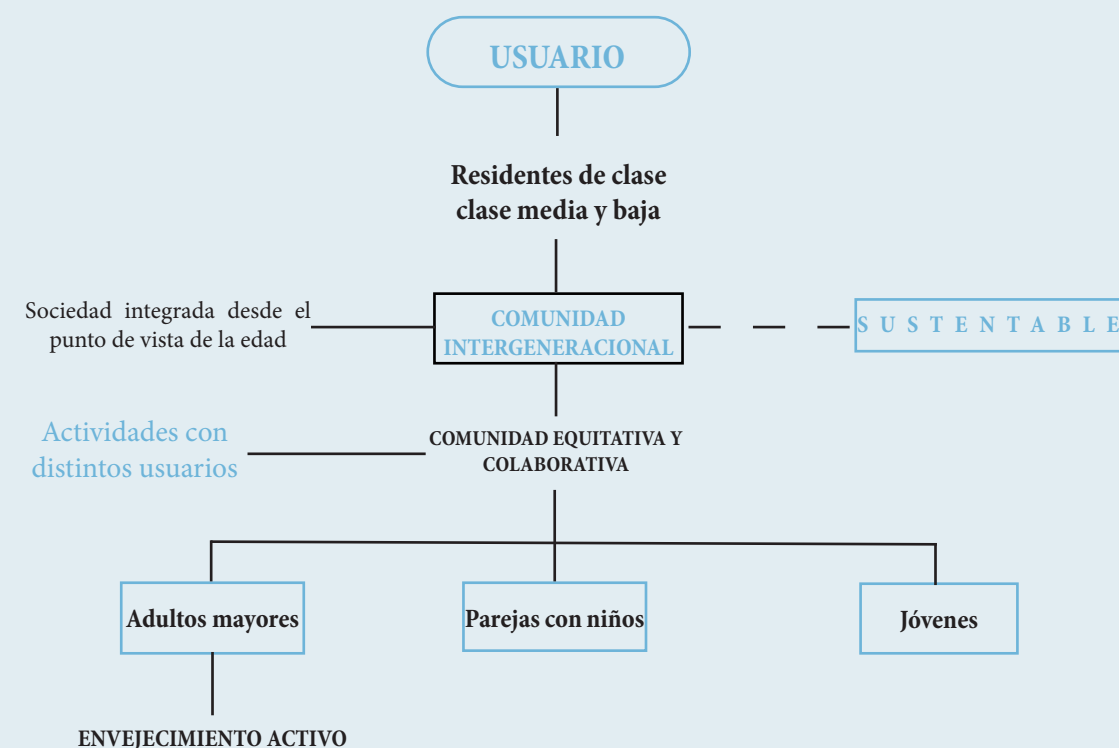 USUARIO
Residentes de clase
clase media y baja
Sociedad integrada desde el
punto de vista de la edad
COMUNIDAD
INTERGENERACIONAL
SUSTENTABLE
Actividades con
distintos usuarios
COMUNIDAD EQUITATIVA Y
COLABORATIVA
Adultos mayores
Parejas con niños
Jóvenes
ENVEJECIMIENTO ACTIVO